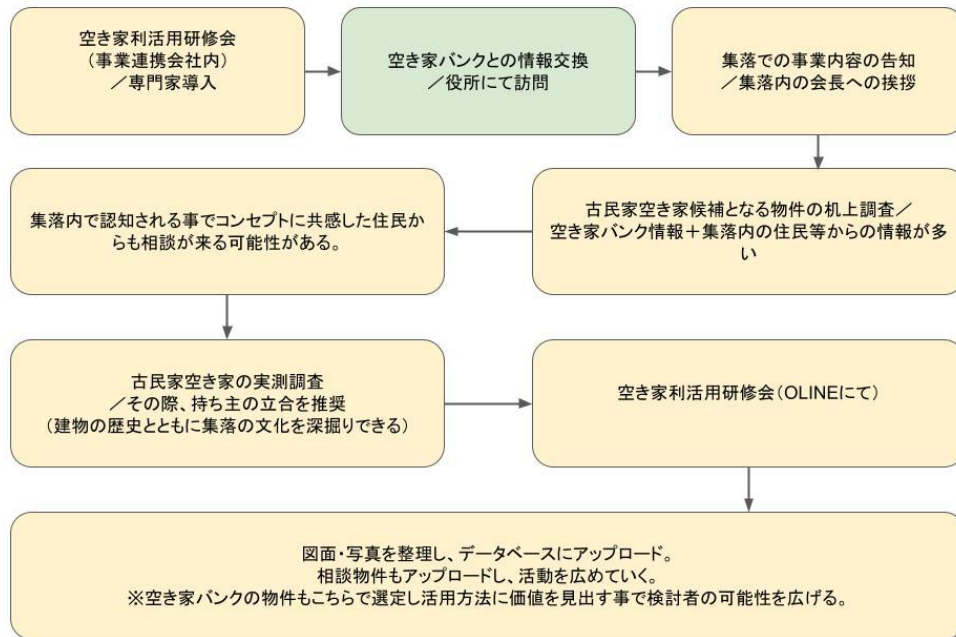 空き家利活用研修会
(事業連携会社内)
／専門家導入
空き家バンクとの情報交換
／役所にて訪問
集落での事業内容の告知
／集落内の会長への挨拶
古民家空き家候補となる物件の机上調査／
空き家バンク情報＋集落内の住民等からの情報が多
い
集落内で認知される事でコンセプトに共感した住民か
らも相談が来る可能性がある。
古民家空き家の実測調査
／その際、持ち主の立合を推奨
(建物の歴史とともに集落の文化を深掘りできる)
空き家利活用研修会(OLINEにて)
図面・写真を整理し、データベースにアップロード。
相談物件もアップロードし、活動を広めていく。
※空き家バンクの物件もこちらで選定し活用方法に価値を見出す事で検討者の可能性を広げる。